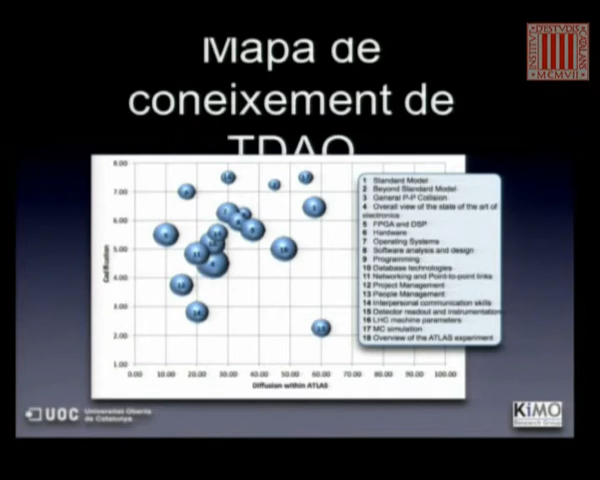 Mapa de
coneixement de
TDAQ
INSTITVT D'ESTVDIS CATALANS
MCMVII
8.00
7.00
6.00
5.00
4.00
3.00
2.00
1.00
Codification
0.00 10.00 20.00 30.00 40.00 50.00 60.00 70.00 80.00 90.00 100.00
Diffusion within ATLAS
1 Standard Model
2 Beyond Standard Model
3 General P-P Collision
4 Overall view of the state of the art of
electronics
5 FPGA and DSP
6 Hardware
7 Operating Systems
8 Software analysis and design
9 Programming
10 Database technologies
11 Networking and Point-to-point links
12 Project Management
13 People Management
14 Interpersonal communication skills
15 Detector readout and instrumentation
16 LHC machine parameters
17 MC simulation
18 Overview of the ATLAS experiment
UOC Universitat Oberta
de Catalunya
KIMO
Research Group